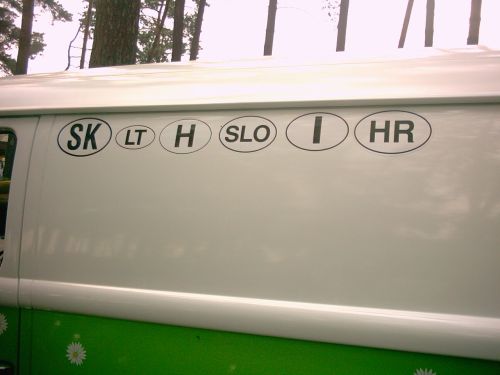 SK LT H SLO I HR